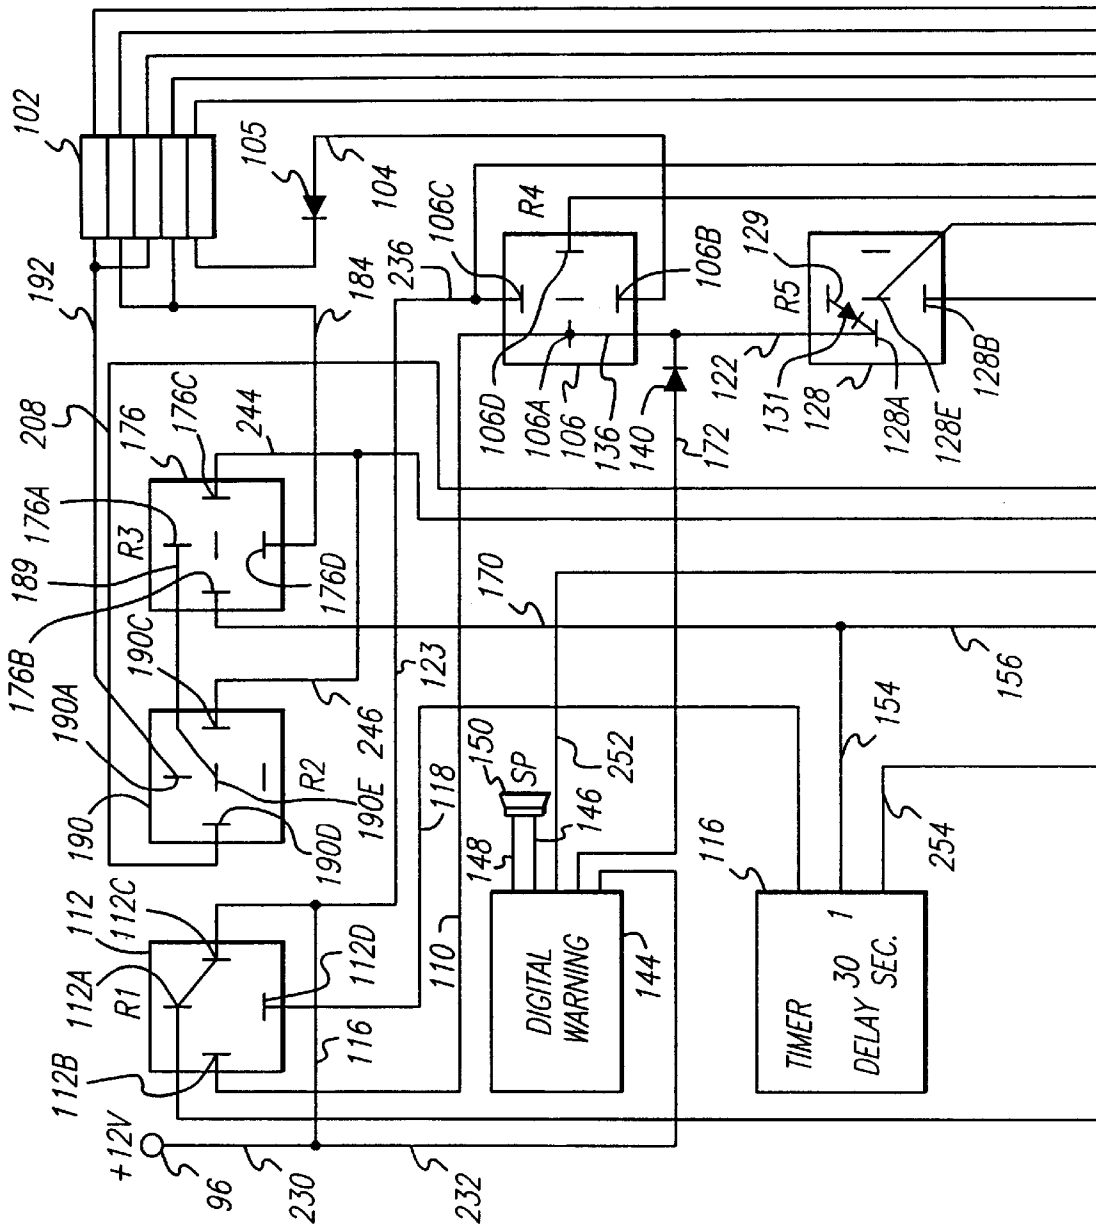 102
105
104
192
184
106C
R4
236
208
176
176C
244
106D
106A
106
136
140
172
106B
129
R5
122
131
128
128A
128E
128B
176A
R3
189
176B
176D
170
190C
190A
190
R2
190E
190D
246
123
118
150
SP
148
146
252
156
154
254
112
112C
112A
R1
112B
112D
116
110
DIGITAL
WARNING
144
116
TIMER 1
30
DELAY SEC.
+12V
96
230
232